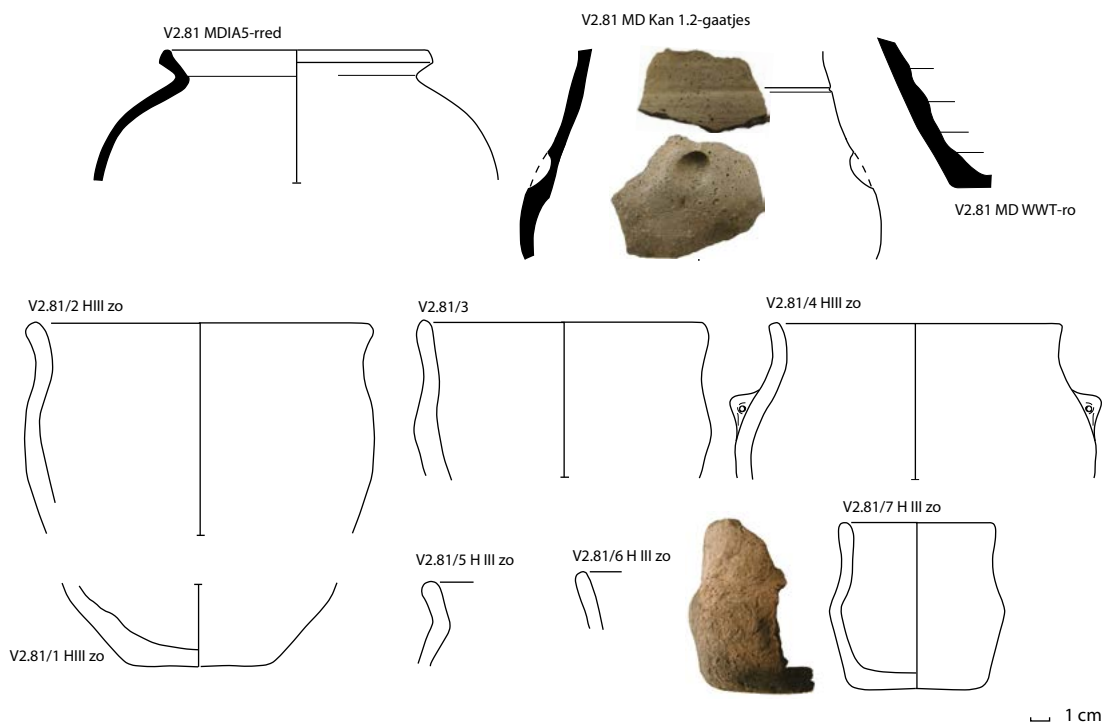 V2.81 MD Kan 1.2-gaatjes
V2.81 MDIA5-rred
V2.81 MD WWT-ro
V2.81/2 HIII zo
V2.81/3
V2.81/4 HIII zo
V2.81/7 H III zo
V2.81/5 H III zo
V2.81/6 H III zo
V2.81/1 HIII zo
1 cm